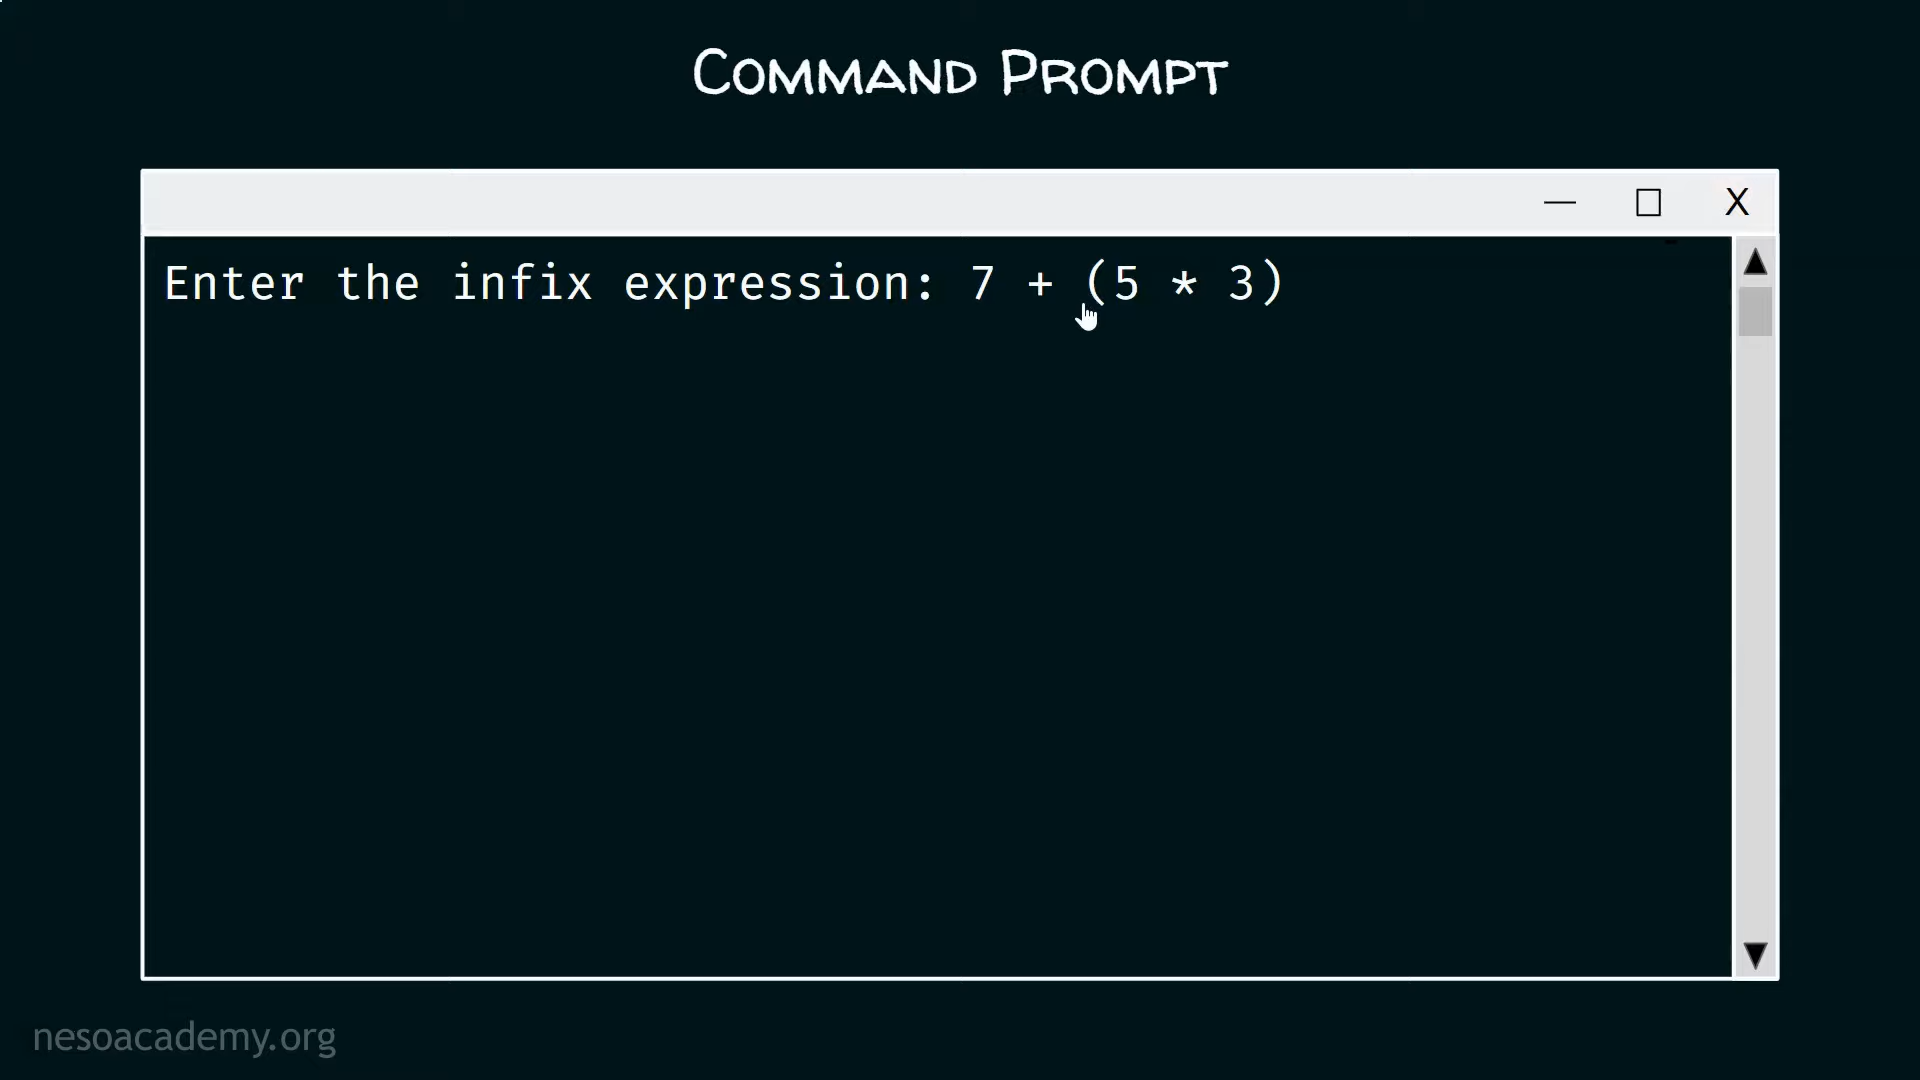 Command Prompt
X
Enter the infix expression: 7 + (5 * 3)
nesoacademy.org